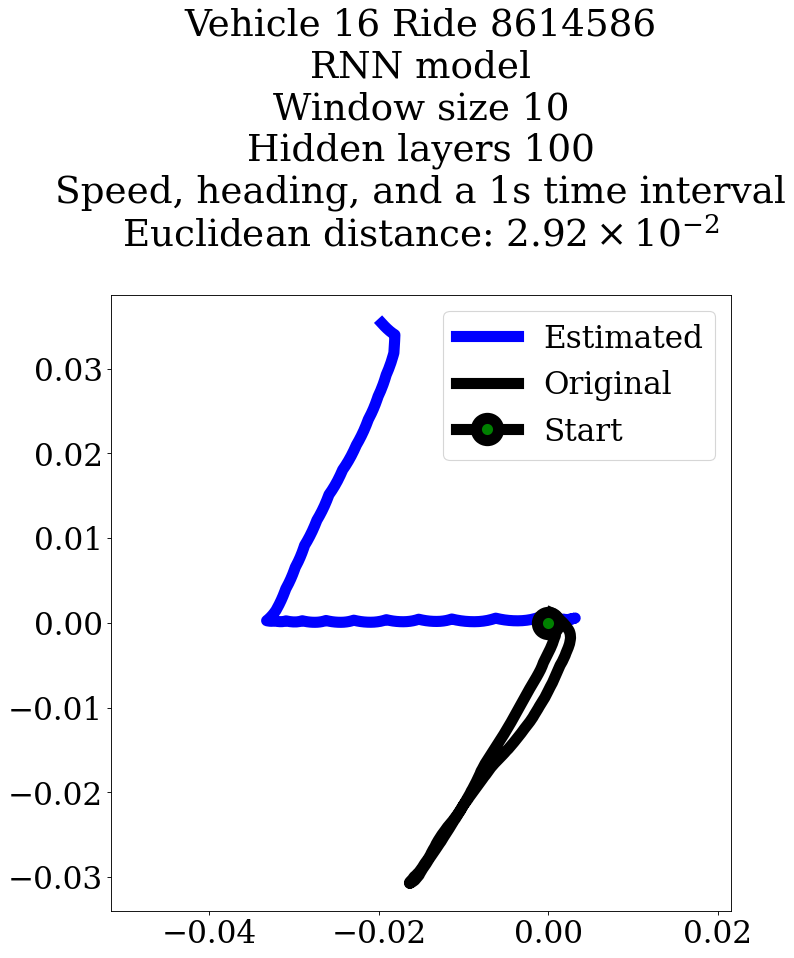 Vehicle 16 Ride 8614586
RNN model
Window size 10
Hidden layers 100
Speed, heading, and a 1s time interval
Euclidean distance: 2.92 × 10⁻²
Estimated
Original
Start
0.03
0.02
0.01
0.00
−0.01
−0.02
−0.03
−0.04 −0.02 0.00 0.02